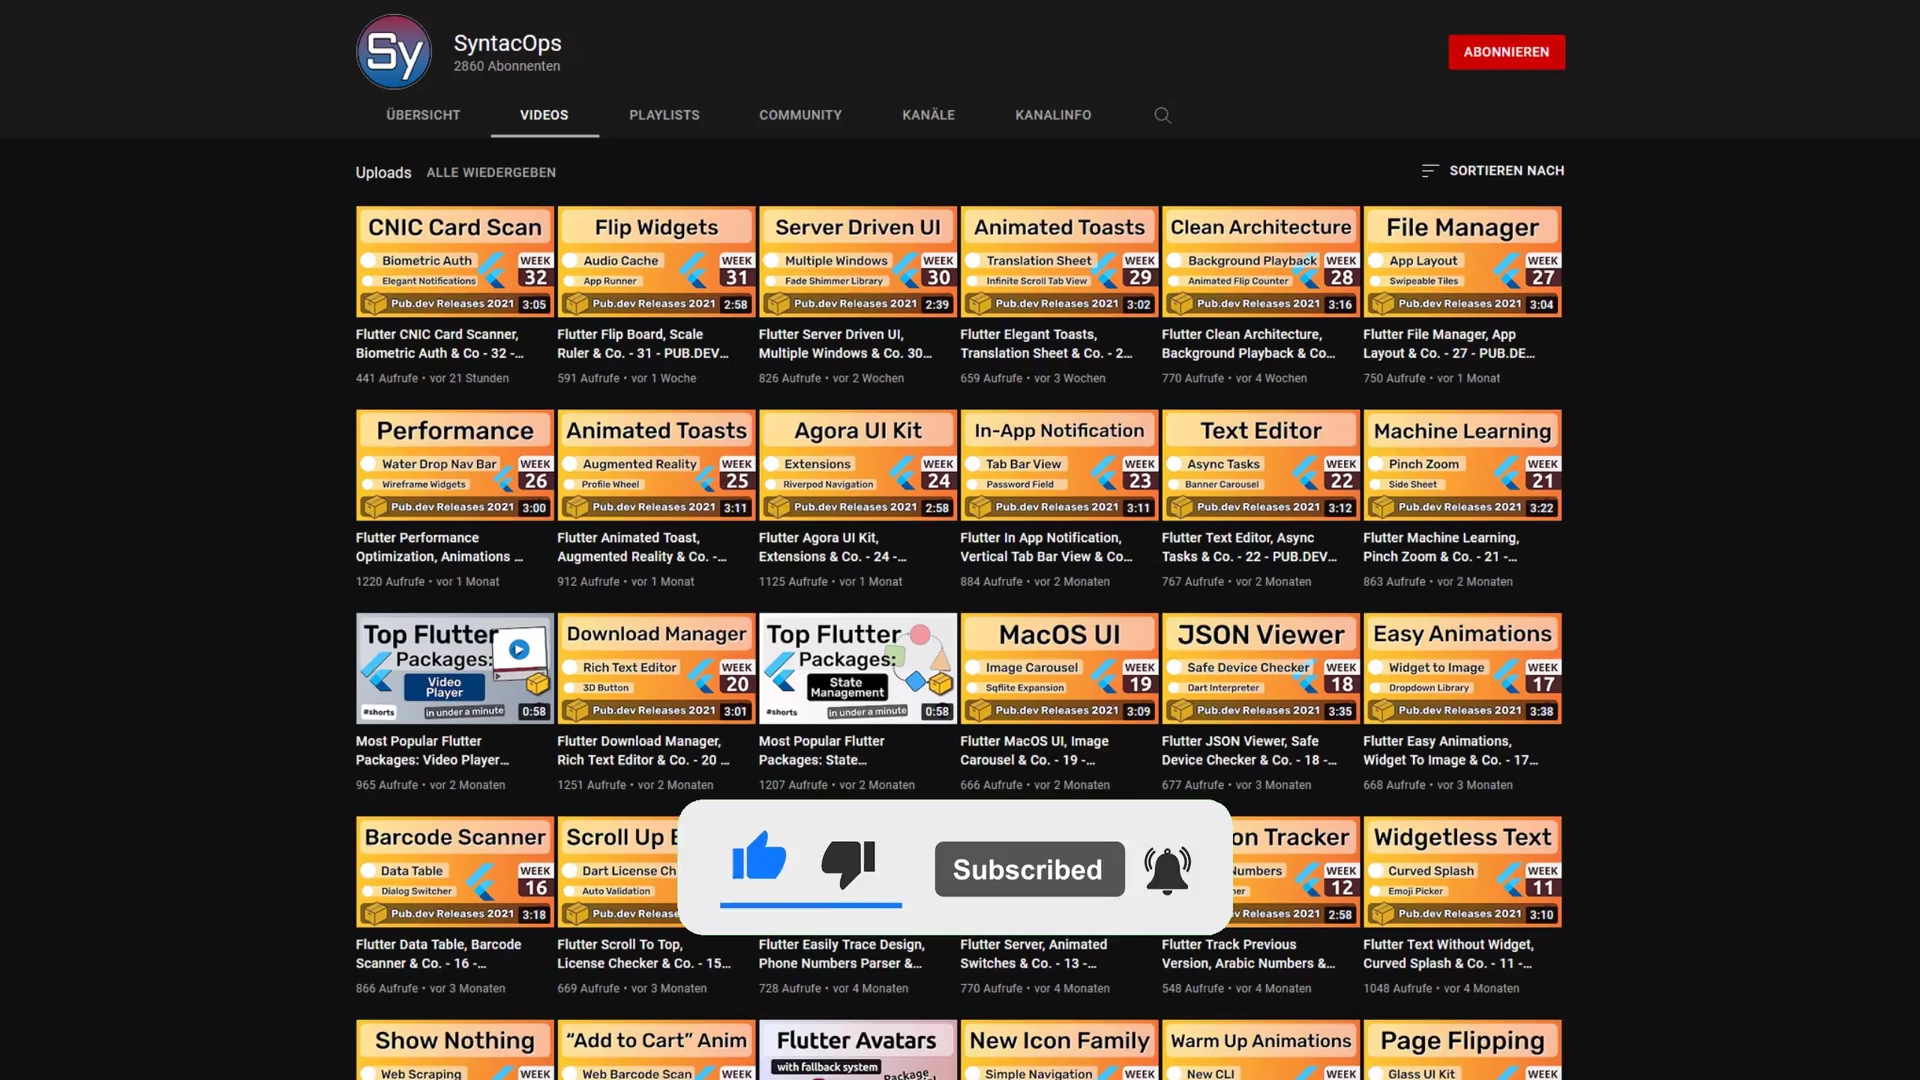 Sy
SyntacOps
2860 Abonnenten
ABONNIEREN
ÜBERSICHT VIDEOS PLAYLISTS COMMUNITY KANÄLE KANALINFO
Uploads ALLE WIEDERGEBEN
SORTIEREN NACH
CNIC Card Scan
Biometric Auth
Elegant Notifications
WEEK
32
Pub.dev Releases 2021
3:05
Flutter CNIC Card Scanner,
Biometric Auth & Co - 32 -...
441 Aufrufe • vor 21 Stunden
Flip Widgets
Audio Cache
App Runner
WEEK
31
Pub.dev Releases 2021
2:58
Flutter Flip Board, Scale
Ruler & Co. - 31 - PUB.DEV...
591 Aufrufe • vor 1 Woche
Server Driven UI
Multiple Windows
Fade Shimmer Library
WEEK
30
Pub.dev Releases 2021
2:39
Flutter Server Driven UI,
Multiple Windows & Co. 30...
826 Aufrufe • vor 2 Wochen
Animated Toasts
Translation Sheet
Infinite Scroll Tab View
WEEK
29
Pub.dev Releases 2021
3:02
Flutter Elegant Toasts,
Translation Sheet & Co. - 2...
659 Aufrufe • vor 3 Wochen
Clean Architecture
Background Playback
Animated Flip Counter
WEEK
28
Pub.dev Releases 2021
3:16
Flutter Clean Architecture,
Background Playback & Co...
770 Aufrufe • vor 4 Wochen
File Manager
App Layout
Swipeable Tiles
WEEK
27
Pub.dev Releases 2021
3:04
Flutter File Manager, App
Layout & Co. - 27 - PUB.DE...
750 Aufrufe • vor 1 Monat
Performance
Water Drop Nav Bar
Wireframe Widgets
WEEK
26
Pub.dev Releases 2021
3:00
Flutter Performance
Optimization, Animations ...
1220 Aufrufe • vor 1 Monat
Animated Toasts
Augmented Reality
Profile Wheel
WEEK
25
Pub.dev Releases 2021
3:11
Flutter Animated Toast,
Augmented Reality & Co. -...
912 Aufrufe • vor 1 Monat
Agora UI Kit
Extensions
Riverpod Navigation
WEEK
24
Pub.dev Releases 2021
2:58
Flutter Agora UI Kit,
Extensions & Co. - 24 -...
1125 Aufrufe • vor 1 Monat
In-App Notification
Tab Bar View
Password Field
WEEK
23
Pub.dev Releases 2021
3:11
Flutter In App Notification,
Vertical Tab Bar View & Co...
884 Aufrufe • vor 2 Monaten
Text Editor
Async Tasks
Banner Carousel
WEEK
22
Pub.dev Releases 2021
3:12
Flutter Text Editor, Async
Tasks & Co. - 22 - PUB.DEV...
767 Aufrufe • vor 2 Monaten
Machine Learning
Pinch Zoom
Side Sheet
WEEK
21
Pub.dev Releases 2021
3:22
Flutter Machine Learning,
Pinch Zoom & Co. - 21 -...
863 Aufrufe • vor 2 Monaten
Top Flutter
Packages:
Video
Player
#shorts
in under a minute
0:58
Most Popular Flutter
Packages: Video Player...
965 Aufrufe • vor 2 Monaten
Download Manager
Rich Text Editor
3D Button
WEEK
20
Pub.dev Releases 2021
3:01
Flutter Download Manager,
Rich Text Editor & Co. - 20 ...
1251 Aufrufe • vor 2 Monaten
Top Flutter
Packages:
State
Management
#shorts
in under a minute
0:58
Most Popular Flutter
Packages: State...
1207 Aufrufe • vor 2 Monaten
MacOS UI
Image Carousel
Sqflite Expansion
WEEK
19
Pub.dev Releases 2021
3:09
Flutter MacOS UI, Image
Carousel & Co. - 19 -...
666 Aufrufe • vor 2 Monaten
JSON Viewer
Safe Device Checker
Dart Interpreter
WEEK
18
Pub.dev Releases 2021
3:35
Flutter JSON Viewer, Safe
Device Checker & Co. - 18 -...
677 Aufrufe • vor 3 Monaten
Easy Animations
Widget to Image
Dropdown Library
WEEK
17
Pub.dev Releases 2021
3:38
Flutter Easy Animations,
Widget To Image & Co. - 17...
668 Aufrufe • vor 3 Monaten
Barcode Scanner
Data Table
Dialog Switcher
WEEK
16
Pub.dev Releases 2021
3:18
Flutter Data Table, Barcode
Scanner & Co. - 16 -...
866 Aufrufe • vor 3 Monaten
Scroll Up
Dart License Ch
Auto Validation
Pub.dev Rele
Flutter Scroll To Top,
License Checker & Co. - 15...
669 Aufrufe • vor 3 Monaten
Subscribed
Flutter Easily Trace Design,
Phone Numbers Parser &...
728 Aufrufe • vor 4 Monaten
Flutter Server, Animated
Switches & Co. - 13 -...
770 Aufrufe • vor 4 Monaten
on Tracker
Numbers
ner
WEEK
12
v Releases 2021
2:58
Flutter Track Previous
Version, Arabic Numbers &...
548 Aufrufe • vor 4 Monaten
Widgetless Text
Curved Splash
Emoji Picker
WEEK
11
Pub.dev Releases 2021
3:10
Flutter Text Without Widget,
Curved Splash & Co. - 11 -...
1048 Aufrufe • vor 4 Monaten
Show Nothing
Web Scraping
WEEK
“Add to Cart” Anim
Web Barcode Scan
WEEK
Flutter Avatars
with fallback system
Package
New Icon Family
Simple Navigation
WEEK
Warm Up Animations
New CLI
WEEK
Page Flipping
Glass UI Kit
WEEK